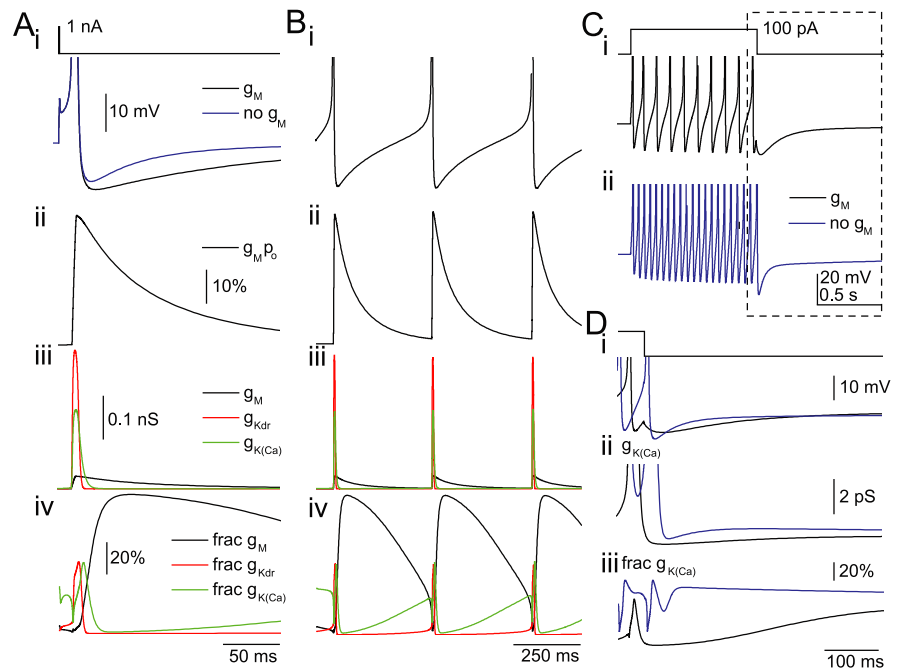 A
i
1 nA
g_M
no g_M
10 mV
ii
g_M p_o
10%
iii
0.1 nS
g_M
g_Kdr
g_K(Ca)
iv
20%
frac g_M
frac g_Kdr
frac g_K(Ca)
50 ms
B
i
ii
iii
iv
250 ms
C
i
100 pA
ii
g_M
no g_M
20 mV
0.5 s
D
i
10 mV
ii
g_K(Ca)
2 pS
iii
frac g_K(Ca)
20%
100 ms